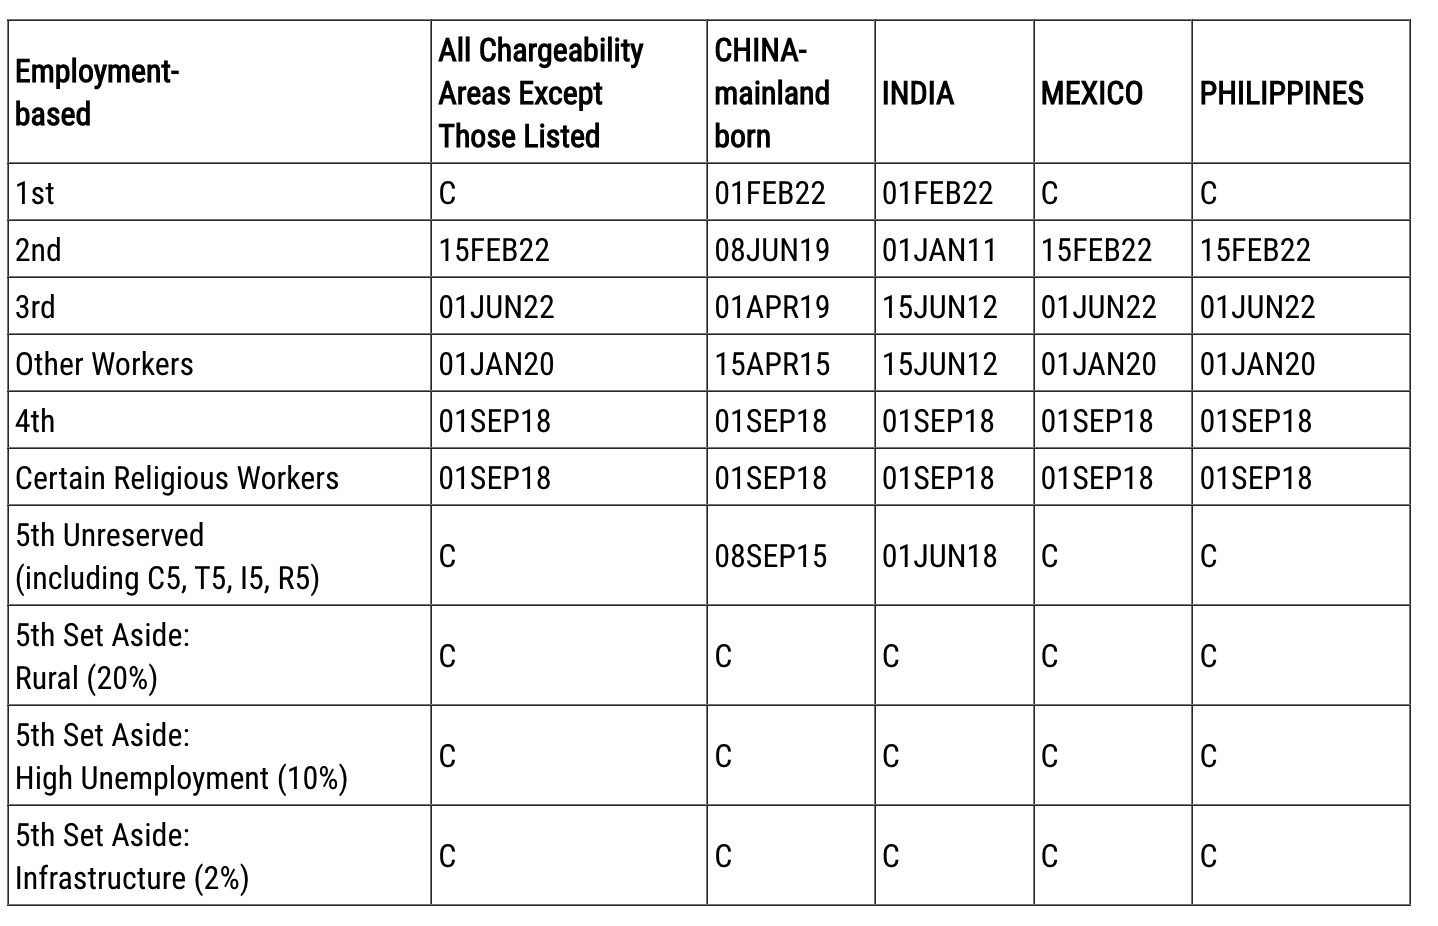 Employment-
based
All Chargeability
Areas Except
Those Listed
CHINA-
mainland
born
INDIA
MEXICO
PHILIPPINES
1st
C
01FEB22
01FEB22
C
C
2nd
15FEB22
08JUN19
01JAN11
15FEB22
15FEB22
3rd
01JUN22
01APR19
15JUN12
01JUN22
01JUN22
Other Workers
01JAN20
15APR15
15JUN12
01JAN20
01JAN20
4th
01SEP18
01SEP18
01SEP18
01SEP18
01SEP18
Certain Religious Workers
01SEP18
01SEP18
01SEP18
01SEP18
01SEP18
5th Unreserved
(including C5, T5, I5, R5)
C
08SEP15
01JUN18
C
C
5th Set Aside:
Rural (20%)
C
C
C
C
C
5th Set Aside:
High Unemployment (10%)
C
C
C
C
C
5th Set Aside:
Infrastructure (2%)
C
C
C
C
C